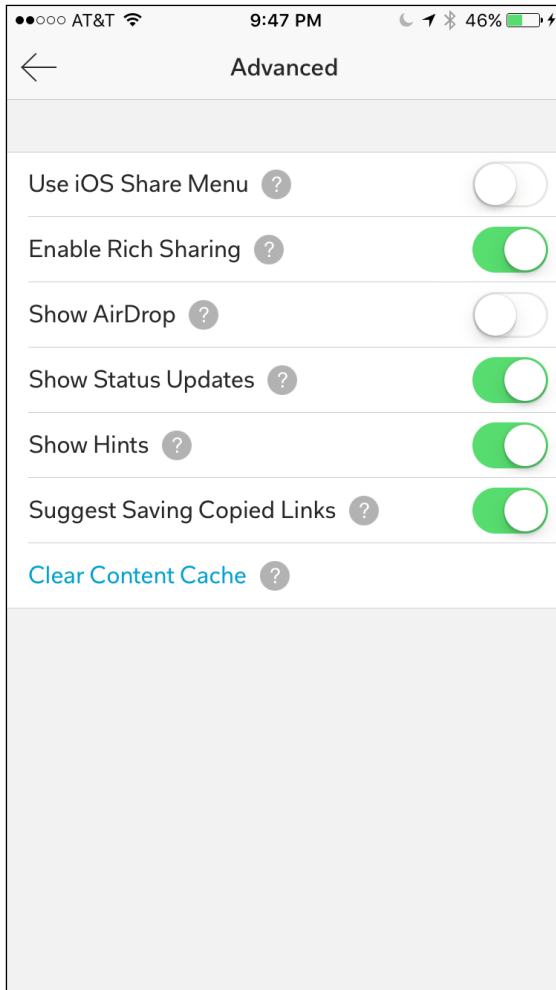 AT&T 9:47 PM 46%
Advanced
Use iOS Share Menu ?
Enable Rich Sharing ?
Show AirDrop ?
Show Status Updates ?
Show Hints ?
Suggest Saving Copied Links ?
Clear Content Cache ?